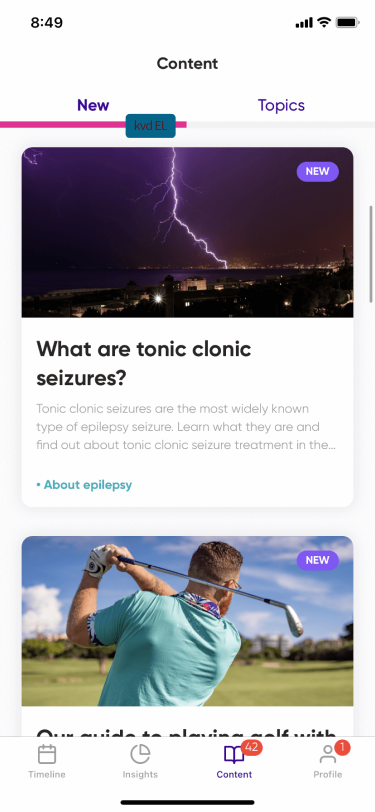 8:49
Content
New
Topics
kvd EL
NEW
What are tonic clonic
seizures?
Tonic clonic seizures are the most widely known
type of epilepsy seizure. Learn what they are and
find out about tonic clonic seizure treatment in the...
• About epilepsy
NEW
Our guide to playing golf with
42
1
Timeline
Insights
Content
Profile